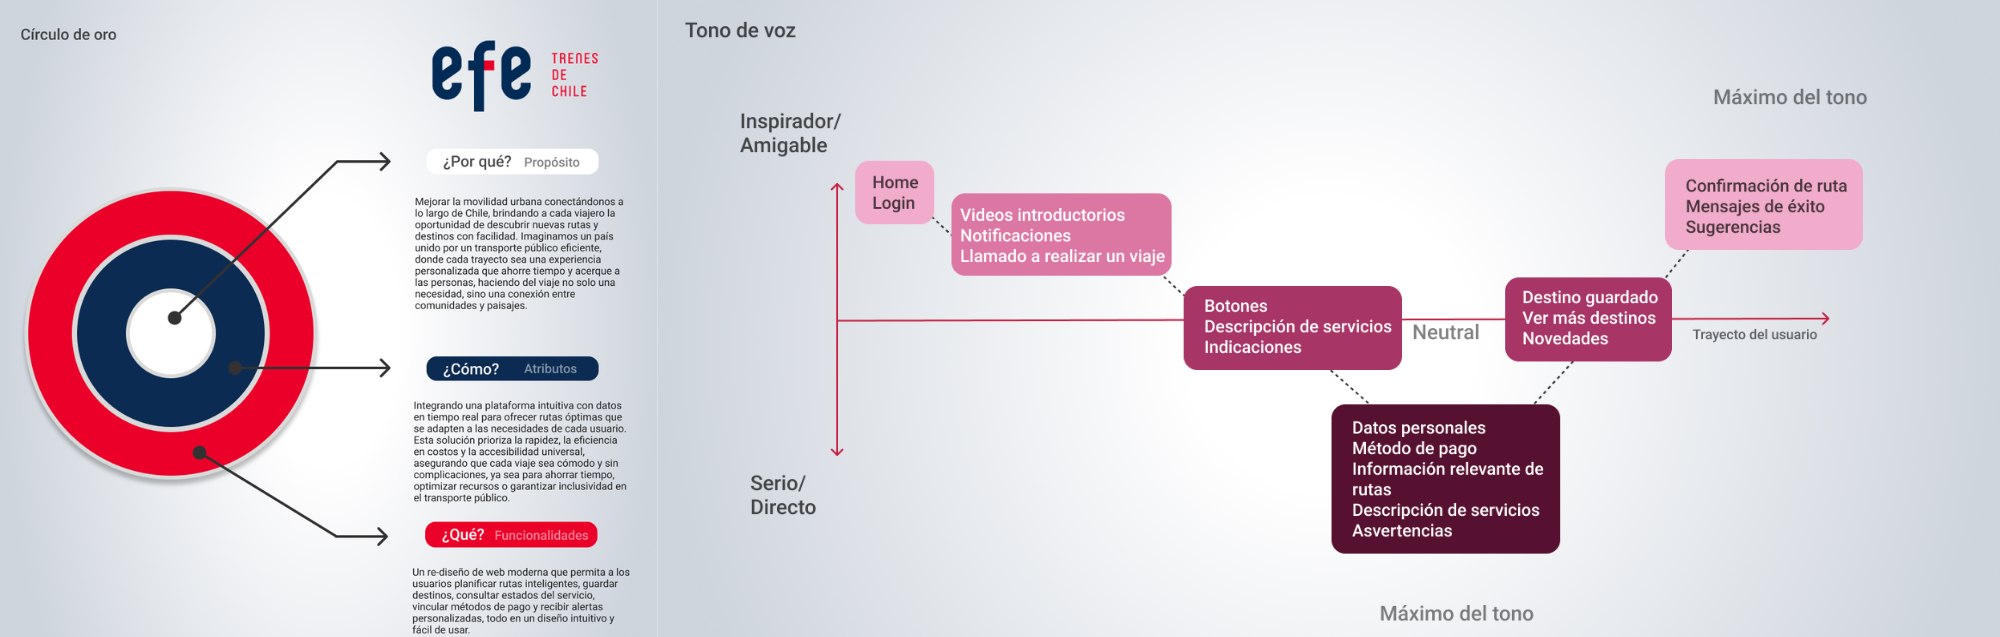 Círculo de oro
efe
TRENES
DE
CHILE
¿Por qué? Propósito
Mejorar la movilidad urbana conectándonos a
lo largo de Chile, brindando a cada viajero la
oportunidad de descubrir nuevas rutas y
destinos con facilidad. Imaginamos un país
unido por un transporte público eficiente,
donde cada trayecto sea una experiencia
personalizada que ahorre tiempo y acerque a
las personas, haciendo del viaje no solo una
necesidad, sino una conexión entre
comunidades y paisajes.
¿Cómo? Atributos
Integrando una plataforma intuitiva con datos
en tiempo real para ofrecer rutas óptimas que
se adapten a las necesidades de cada usuario.
Esta solución prioriza la rapidez, la eficiencia
en costos y la accesibilidad universal,
asegurando que cada viaje sea cómodo y sin
complicaciones, ya sea para ahorrar tiempo,
optimizar recursos o garantizar inclusividad en
el transporte público.
¿Qué? Funcionalidades
Un re-diseño de web moderna que permita a los
usuarios planificar rutas inteligentes, guardar
destinos, consultar estados del servicio,
vincular métodos de pago y recibir alertas
personalizadas, todo en un diseño intuitivo y
fácil de usar.
Tono de voz
Máximo del tono
Inspirador/
Amigable
Home
Login
Videos introductorios
Notificaciones
Llamado a realizar un viaje
Botones
Descripción de servicios
Indicaciones
Neutral
Destino guardado
Ver más destinos
Novedades
Confirmación de ruta
Mensajes de éxito
Sugerencias
Trayecto del usuario
Serio/
Directo
Datos personales
Método de pago
Información relevante de
rutas
Descripción de servicios
Asvertencias
Máximo del tono